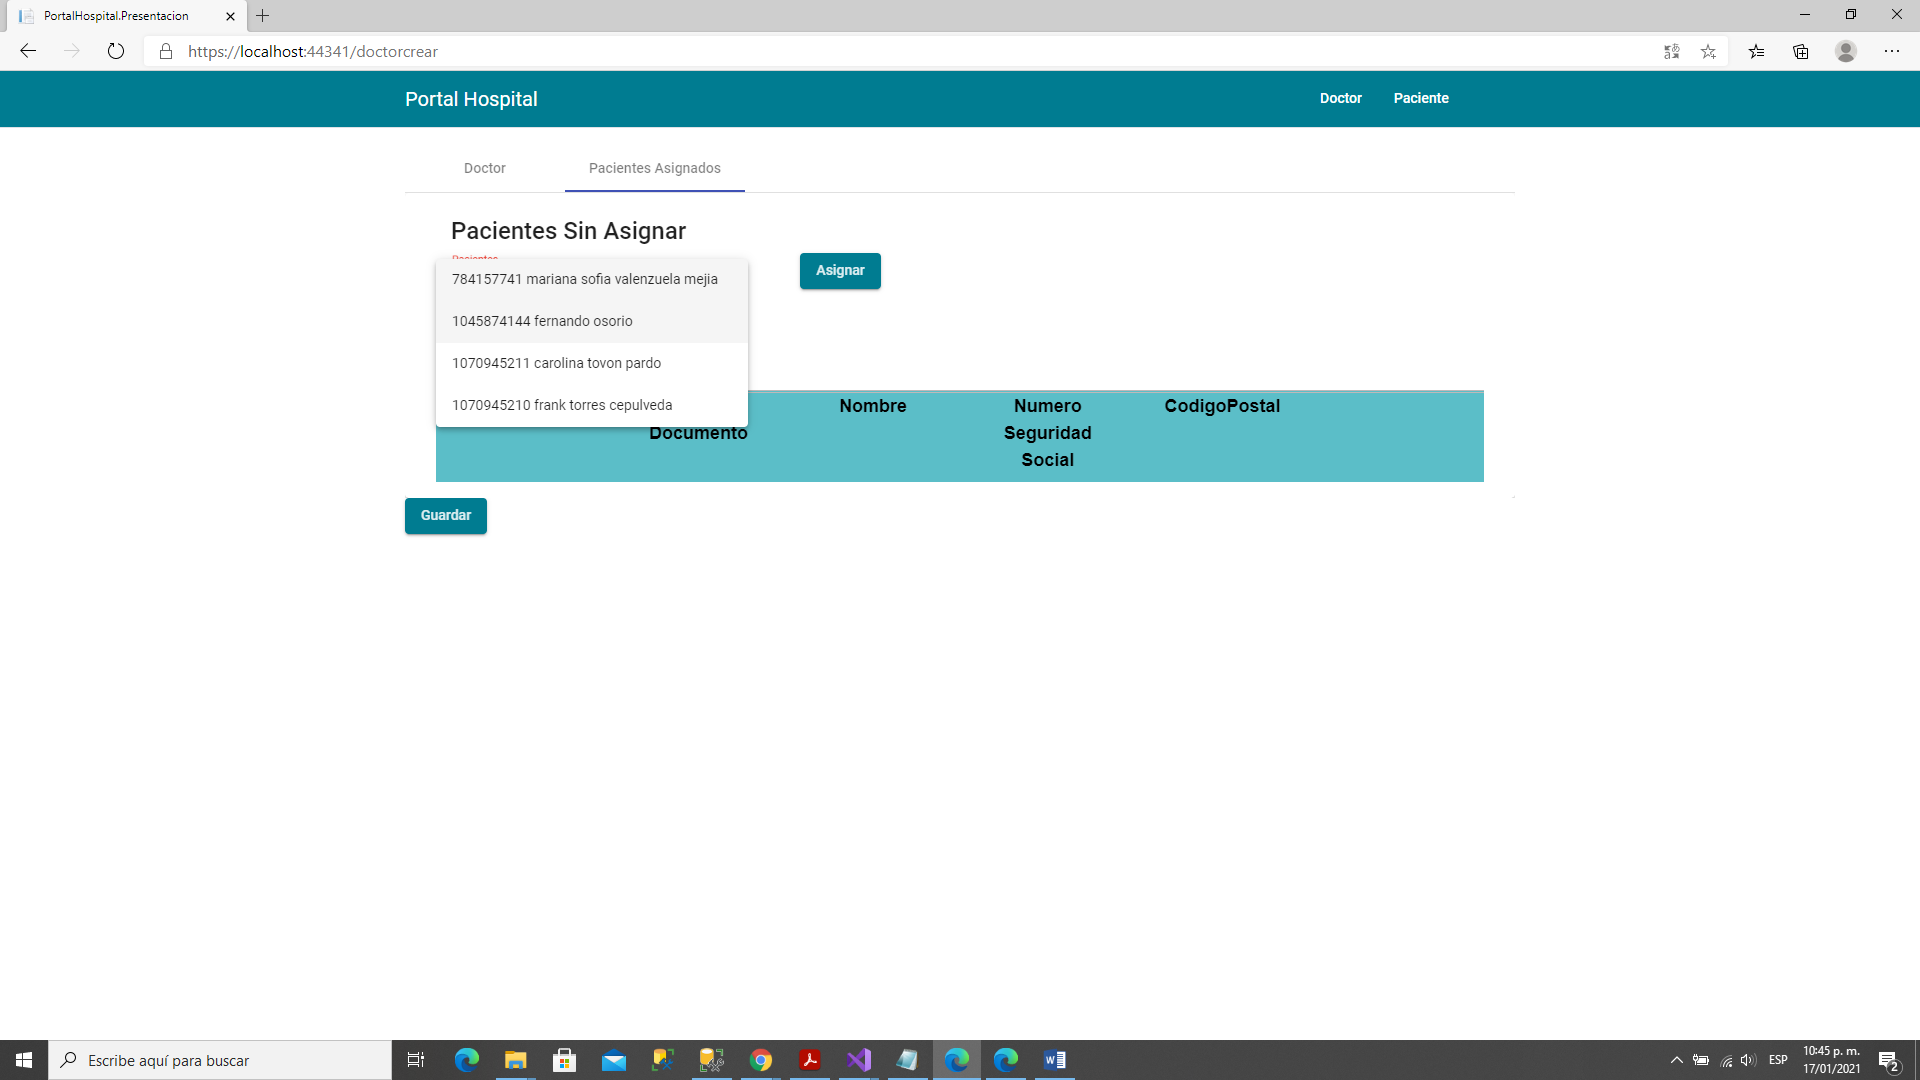 PortalHospital.Presentacion
https://localhost:44341/doctorcrear
Portal Hospital
Doctor
Paciente
Doctor
Pacientes Asignados
Pacientes Sin Asignar
Pacientes
784157741 mariana sofia valenzuela mejia
1045874144 fernando osorio
1070945211 carolina tovon pardo
1070945210 frank torres cepulveda
Asignar
Documento
Nombre
Numero
Seguridad
Social
CodigoPostal
Guardar
Escribe aquí para buscar
ESP
10:45 p. m.
17/01/2021
2